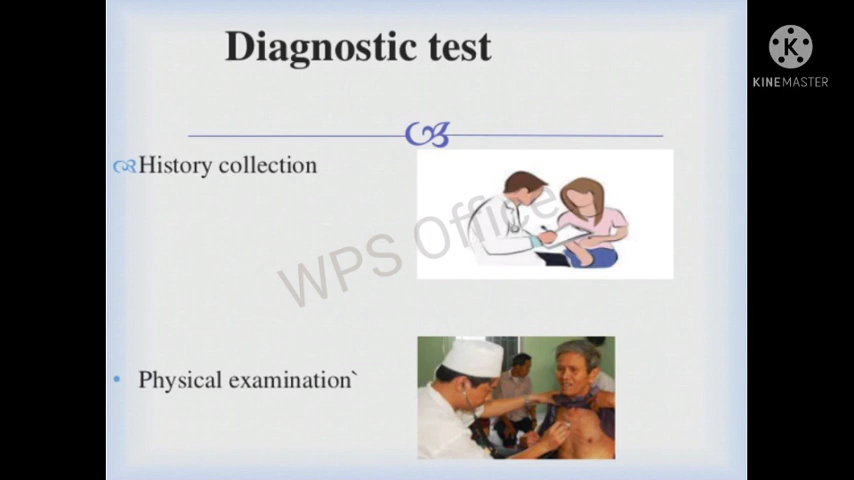 Diagnostic test
KINEMASTER
History collection
WPS Office
• Physical examination`